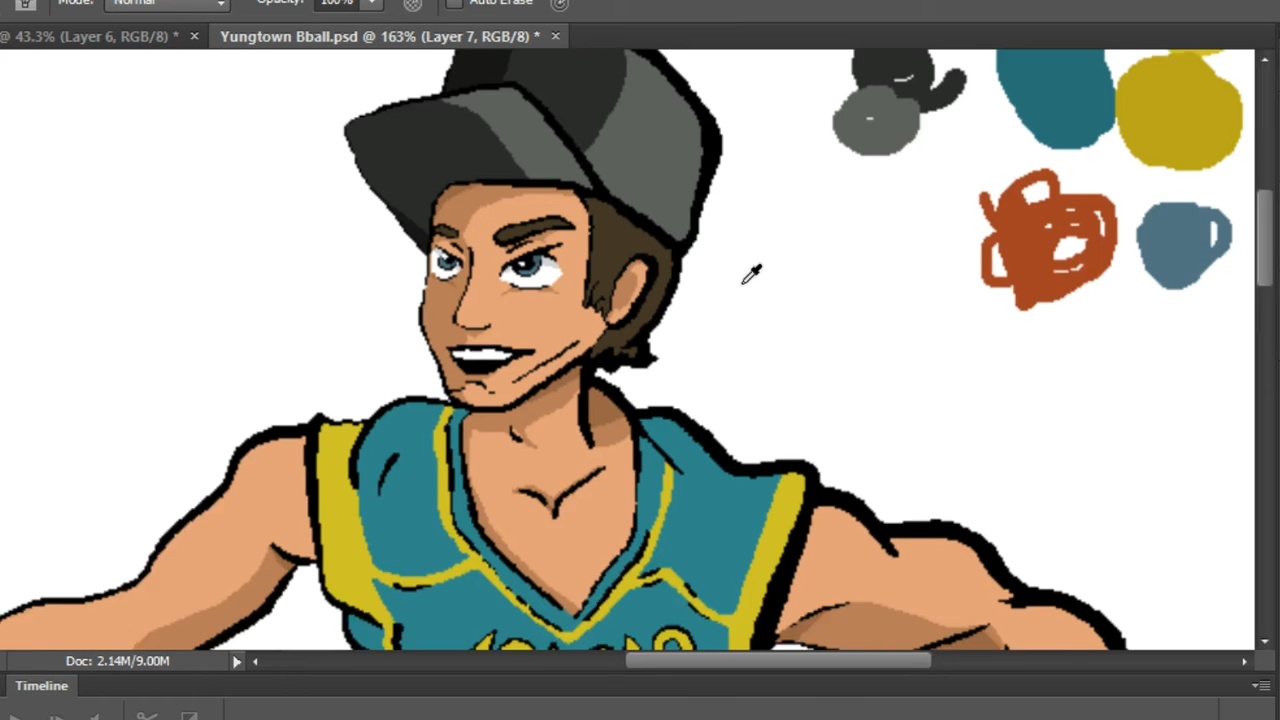 Mode: Normal Opacity: 100% Auto Erase
@ 43.3% (Layer 6, RGB/8) * × Yungtown Bball.psd @ 163% (Layer 7, RGB/8) * ×
Doc: 2.14M/9.00M
Timeline